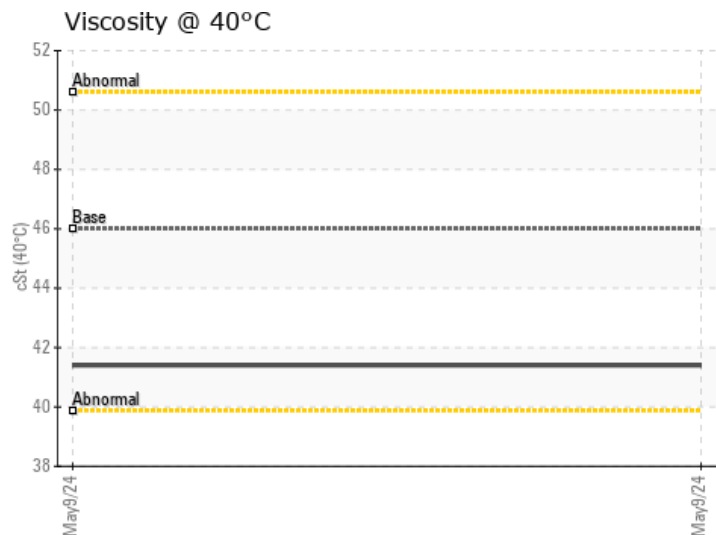 Viscosity @ 40°C
52
Abnormal
50
48
Base
46
cSt (40°C)
44
42
Abnormal
40
38
May9/24
May9/24